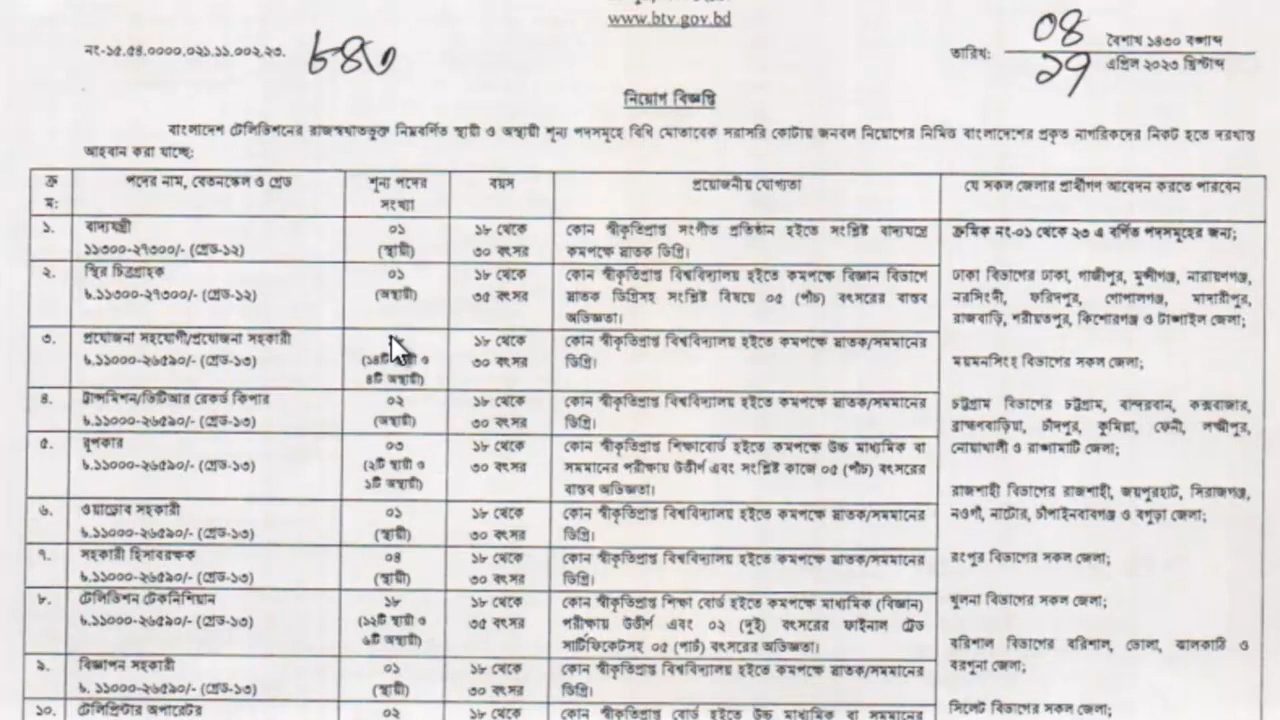 www.btv.gov.bd
নং-১৫.৫৪.০০০০.০২১.১১.০০২.২৩. ৮৪৩
তারিখ: ০৪ বৈশাখ ১৪৩০ বঙ্গাব্দ
১৭ এপ্রিল ২০২৩ খ্রিস্টাব্দ
নিয়োগ বিজ্ঞপ্তি
বাংলাদেশ টেলিভিশনের রাজস্বখাতভুক্ত নিম্নবর্ণিত স্থায়ী ও অস্থায়ী শূন্য পদসমূহে বিধি মোতাবেক সরাসরি কোটায় জনবল নিয়োগের নিমিত্ত বাংলাদেশের প্রকৃত নাগরিকদের নিকট হতে দরখাস্ত
আহবান করা যাচ্ছে:
ক্র ম: পদের নাম, বেতনস্কেল ও গ্রেড শূন্য পদের সংখ্যা বয়স প্রয়োজনীয় যোগ্যতা যে সকল জেলার প্রার্থীগণ আবেদন করতে পারবেন
১. বাদ্যযন্ত্রী ০১ ১৮ থেকে কোন স্বীকৃতিপ্রাপ্ত সংগীত প্রতিষ্ঠান হইতে সংশ্লিষ্ট বাদ্যযন্ত্রে
১১৩০০-২৭৩০০/- (গ্রেড-১২) (স্থায়ী) ৩০ বৎসর কমপক্ষে স্নাতক ডিগ্রি।
২. স্থির চিত্রগ্রাহক ০১ ১৮ থেকে কোন স্বীকৃতিপ্রাপ্ত বিশ্ববিদ্যালয় হইতে কমপক্ষে বিজ্ঞান বিভাগে
৳.১১৩০০-২৭৩০০/- (গ্রেড-১২) (অস্থায়ী) ৩৫ বৎসর স্নাতক ডিগ্রিসহ সংশ্লিষ্ট বিষয়ে ০৫ (পাঁচ) বৎসরের বাস্তব
অভিজ্ঞতা।
৩. প্রযোজনা সহযোগী/প্রযোজনা সহকারী ১৮ থেকে কোন স্বীকৃতিপ্রাপ্ত বিশ্ববিদ্যালয় হইতে কমপক্ষে স্নাতক/সমমানের
৳.১১০০০-২৬৫৯০/- (গ্রেড-১৩) (১৪টি ও ৩০ বৎসর ডিগ্রি।
৪টি অস্থায়ী)
৪. ট্রান্সমিশন/ভিটিআর রেকর্ড কিপার ০২ ১৮ থেকে কোন স্বীকৃতিপ্রাপ্ত বিশ্ববিদ্যালয় হইতে কমপক্ষে স্নাতক/সমমানের
৳.১১০০০-২৬৫৯০/- (গ্রেড-১৩) (অস্থায়ী) ৩০ বৎসর ডিগ্রি।
৫. রূপকার ০৩ ১৮ থেকে কোন স্বীকৃতিপ্রাপ্ত শিক্ষাবোর্ড হইতে কমপক্ষে উচ্চ মাধ্যমিক বা
৳.১১০০০-২৬৫৯০/- (গ্রেড-১৩) (২টি স্থায়ী ও ৩০ বৎসর সমমানের পরীক্ষায় উত্তীর্ণ এবং সংশ্লিষ্ট কাজে ০৫ (পাঁচ) বৎসরের
১টি অস্থায়ী) বাস্তব অভিজ্ঞতা।
৬. ওয়াড্রোব সহকারী ০১ ১৮ থেকে কোন স্বীকৃতিপ্রাপ্ত বিশ্ববিদ্যালয় হইতে কমপক্ষে স্নাতক/সমমানের
৳.১১০০০-২৬৫৯০/- (গ্রেড-১৩) (স্থায়ী) ৩০ বৎসর ডিগ্রি।
৭. সহকারী হিসাবরক্ষক ০৪ ১৮ থেকে কোন স্বীকৃতিপ্রাপ্ত বিশ্ববিদ্যালয় হইতে কমপক্ষে স্নাতক/সমমানের
৳.১১০০০-২৬৫৯০/- (গ্রেড-১৩) (স্থায়ী) ৩০ বৎসর ডিগ্রি।
৮. টেলিভিশন টেকনিশিয়ান ১৮ ১৮ থেকে কোন স্বীকৃতিপ্রাপ্ত শিক্ষা বোর্ড হইতে কমপক্ষে মাধ্যমিক (বিজ্ঞান)
৳.১১০০০-২৬৫৯০/- (গ্রেড-১৩) (১২টি স্থায়ী ও ৩৫ বৎসর পরীক্ষায় উত্তীর্ণ এবং ০২ (দুই) বৎসরের ফাইনাল ট্রেড
৬টি অস্থায়ী) সার্টিফিকেটসহ ০৫ (পাচঁ) বৎসরের অভিজ্ঞতা।
৯. বিজ্ঞাপন সহকারী ০১ ১৮ থেকে কোন স্বীকৃতিপ্রাপ্ত বিশ্ববিদ্যালয় হইতে কমপক্ষে স্নাতক/সমমানের
৳. ১১০০০-২৬৫৯০/- (গ্রেড-১৩) (স্থায়ী) ৩০ বৎসর ডিগ্রি।
১০. টেলিপ্রিন্টার অপারেটর ০২ ১৮ থেকে কোন স্বীকৃতিপ্রাপ্ত বোর্ড হইতে উচ্চ মাধ্যমিক বা সমমানের
ক্রমিক নং-০১ থেকে ২৩ এ বর্ণিত পদসমূহের জন্য;
ঢাকা বিভাগের ঢাকা, গাজীপুর, মুন্সীগঞ্জ, নারায়ণগঞ্জ,
নরসিংদী, ফরিদপুর, গোপালগঞ্জ, মাদারীপুর,
রাজবাড়ি, শরীয়তপুর, কিশোরগঞ্জ ও টাঙ্গাইল জেলা;
ময়মনসিংহ বিভাগের সকল জেলা;
চট্টগ্রাম বিভাগের চট্টগ্রাম, বান্দরবান, কক্সবাজার,
ব্রাহ্মণবাড়িয়া, চাঁদপুর, কুমিল্লা, ফেনী, লক্ষ্মীপুর,
নোয়াখালী ও রাঙ্গামাটি জেলা;
রাজশাহী বিভাগের রাজশাহী, জয়পুরহাট, সিরাজগঞ্জ,
নওগাঁ, নাটোর, চাঁপাইনবাবগঞ্জ ও বগুড়া জেলা;
রংপুর বিভাগের সকল জেলা;
খুলনা বিভাগের সকল জেলা;
বরিশাল বিভাগের বরিশাল, ভোলা, ঝালকাঠি ও
বরগুনা জেলা;
সিলেট বিভাগের সকল জেলা;